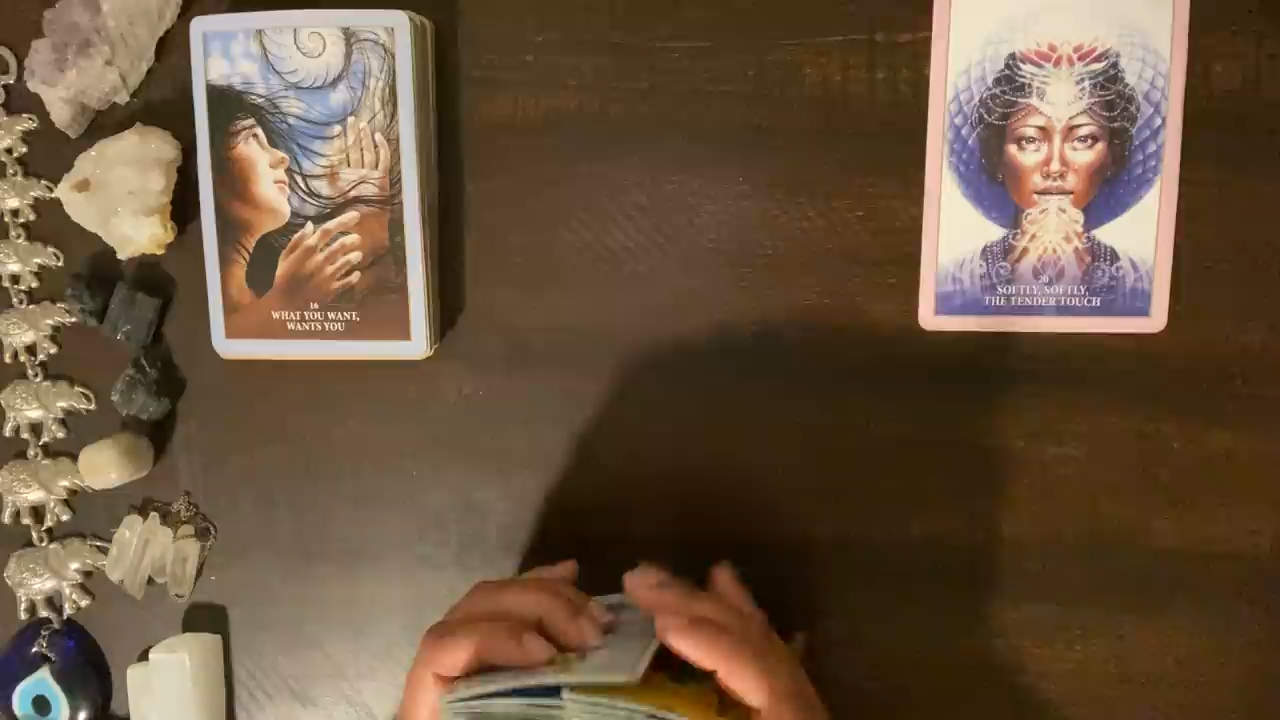 16
WHAT YOU WANT,
WANTS YOU
20
SOFTLY, SOFTLY,
THE TENDER TOUCH